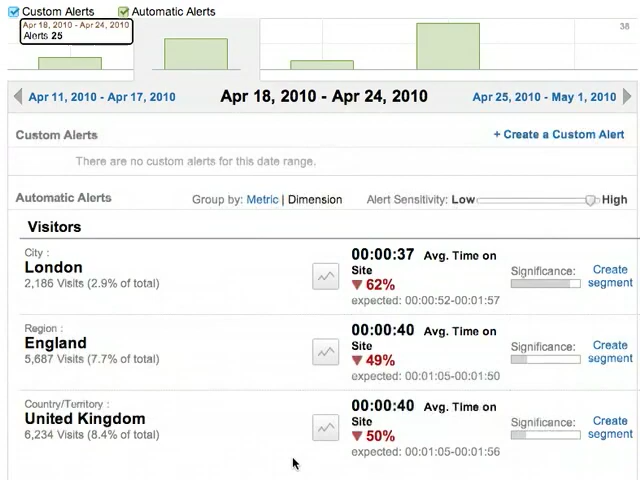 Custom Alerts Automatic Alerts
Apr 18, 2010 - Apr 24, 2010
Alerts 25
38
Apr 11, 2010 - Apr 17, 2010 Apr 18, 2010 - Apr 24, 2010 Apr 25, 2010 - May 1, 2010
Custom Alerts + Create a Custom Alert
There are no custom alerts for this date range.
Automatic Alerts Group by: Metric | Dimension Alert Sensitivity: Low High
Visitors
City :
London
2,186 Visits (2.9% of total)
00:00:37 Avg. Time on
Site
62%
expected: 00:00:52-00:01:57
Significance:
Create
segment
Region :
England
5,687 Visits (7.7% of total)
00:00:40 Avg. Time on
Site
49%
expected: 00:01:05-00:01:50
Significance:
Create
segment
Country/Territory :
United Kingdom
6,234 Visits (8.4% of total)
00:00:40 Avg. Time on
Site
50%
expected: 00:01:05-00:01:56
Significance:
Create
segment